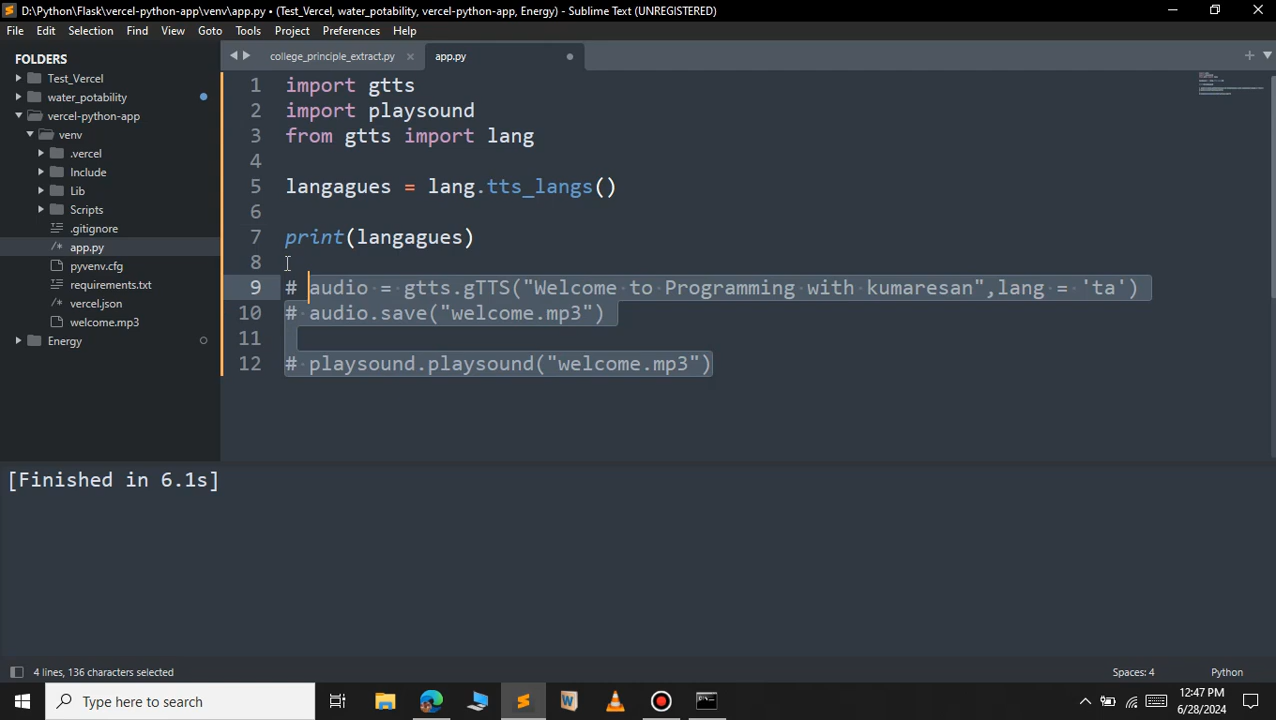 D:\Python\Flask\vercel-python-app\venv\app.py • (Test_Vercel, water_potability, vercel-python-app, Energy) - Sublime Text (UNREGISTERED)
File Edit Selection Find View Goto Tools Project Preferences Help
FOLDERS
Test_Vercel
water_potability
vercel-python-app
venv
.vercel
Include
Lib
Scripts
.gitignore
app.py
pyvenv.cfg
requirements.txt
vercel.json
welcome.mp3
Energy
college_principle_extract.py app.py
1 import gtts
2 import playsound
3 from gtts import lang
4
5 langagues = lang.tts_langs()
6
7 print(langagues)
8
9 # audio = gtts.gTTS("Welcome to Programming with kumaresan",lang = 'ta')
10 # audio.save("welcome.mp3")
11
12 # playsound.playsound("welcome.mp3")
[Finished in 6.1s]
4 lines, 136 characters selected Spaces: 4 Python
Type here to search
12:47 PM
6/28/2024